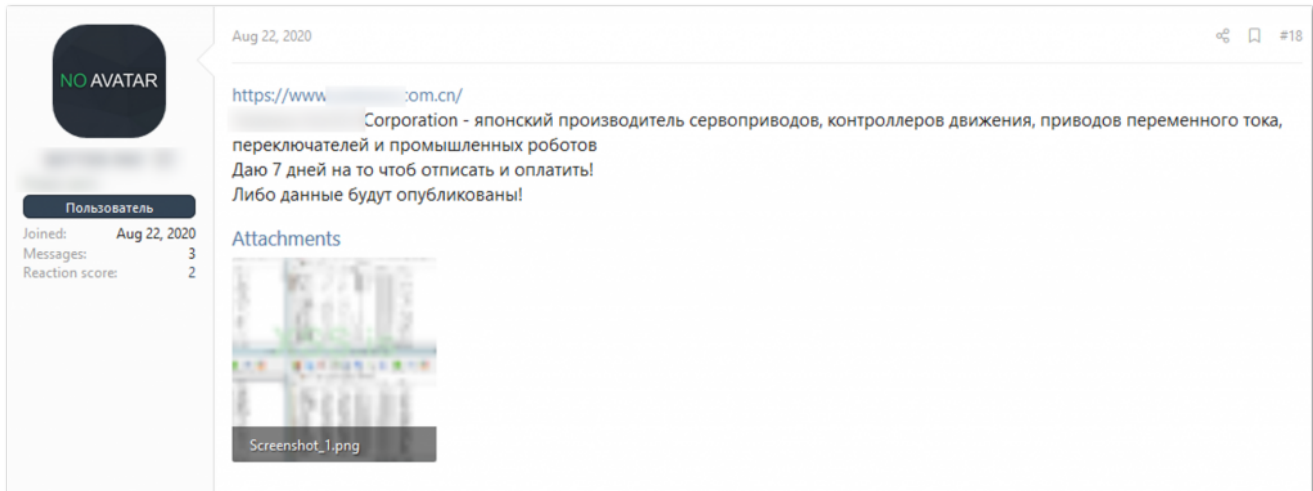 NO AVATAR
Пользователь
Joined: Aug 22, 2020
Messages: 3
Reaction score: 2
Aug 22, 2020
#18
https://www :om.cn/
Corporation - японский производитель сервоприводов, контроллеров движения, приводов переменного тока,
переключателей и промышленных роботов
Даю 7 дней на то чтоб отписать и оплатить!
Либо данные будут опубликованы!
Attachments
Screenshot_1.png